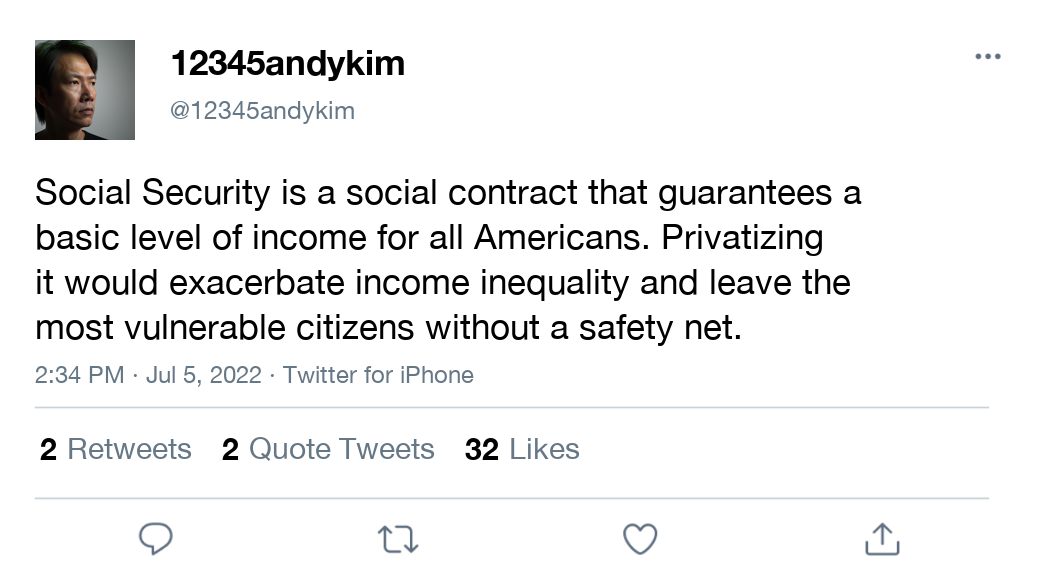 12345andykim
@12345andykim
Social Security is a social contract that guarantees a
basic level of income for all Americans. Privatizing
it would exacerbate income inequality and leave the
most vulnerable citizens without a safety net.
2:34 PM · Jul 5, 2022 · Twitter for iPhone
2 Retweets 2 Quote Tweets 32 Likes